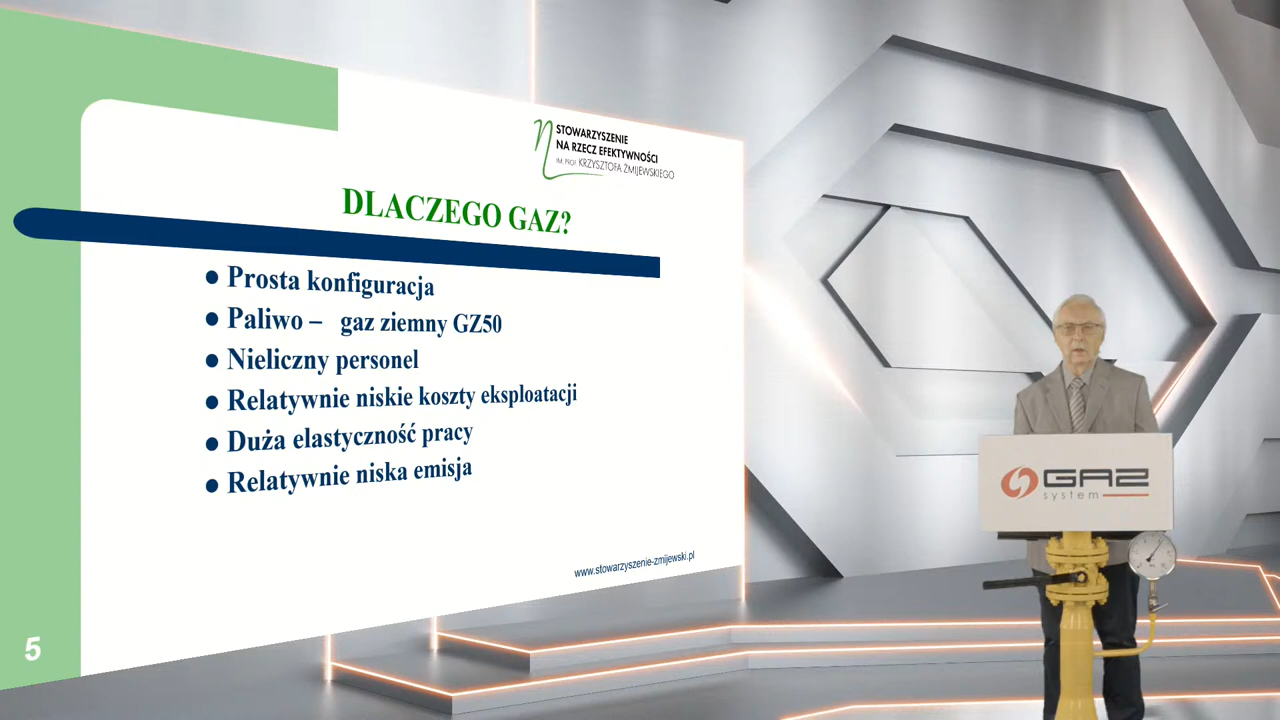 STOWARZYSZENIE
NA RZECZ EFEKTYWNOŚCI
IM. PROF. KRZYSZTOFA ŻMIJEWSKIEGO
DLACZEGO GAZ?
● Prosta konfiguracja
● Paliwo – gaz ziemny GZ50
● Nieliczny personel
● Relatywnie niskie koszty eksploatacji
● Duża elastyczność pracy
● Relatywnie niska emisja
www.stowarzyszenie-zmijewski.pl
5
GAZ
system